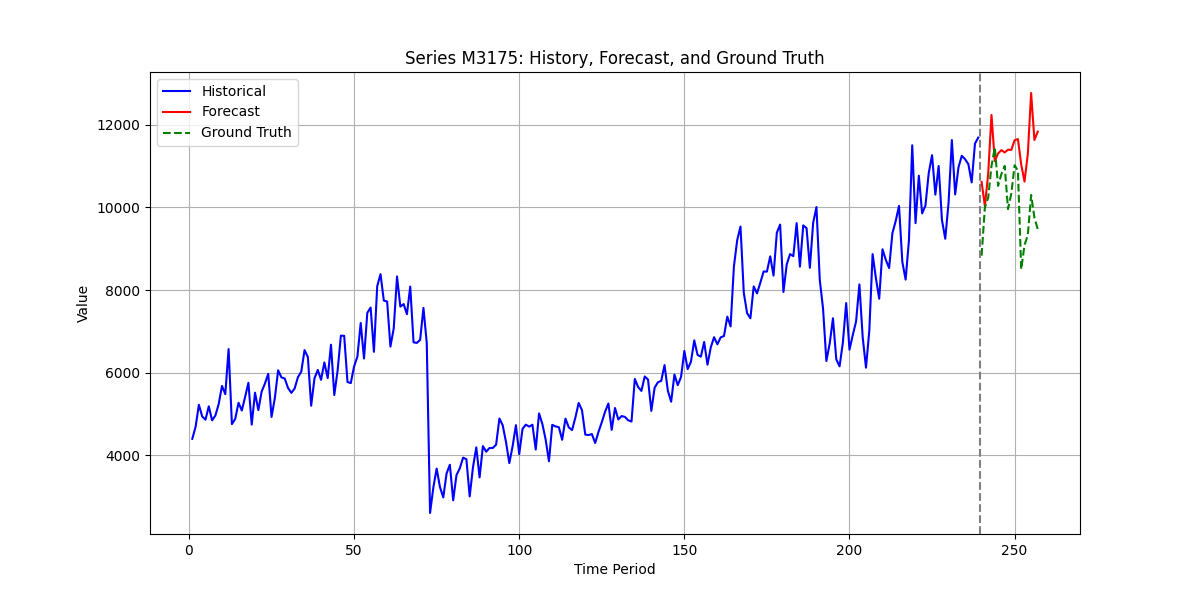 Series M3175: History, Forecast, and Ground Truth
Historical
Forecast
Ground Truth
12000
10000
8000
6000
4000
Value
0
50
100
150
200
250
Time Period